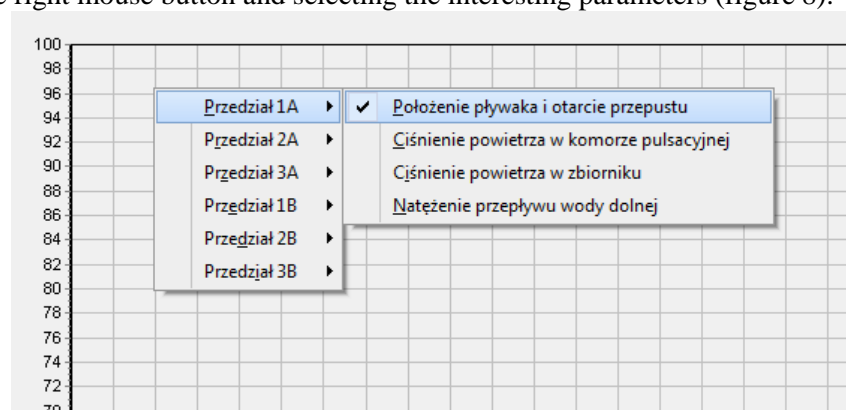 right mouse button and selecting the interesting parameters (figure 8).
100
98
96
94
92
90
88
86
84
82
80
78
76
74
72
70
Przedział 1A
Przedział 2A
Przedział 3A
Przedział 1B
Przedział 2B
Przedział 3B
Położenie pływaka i otarcie przepustu
Ciśnienie powietrza w komorze pulsacyjnej
Ciśnienie powietrza w zbiorniku
Natężenie przepływu wody dolnej